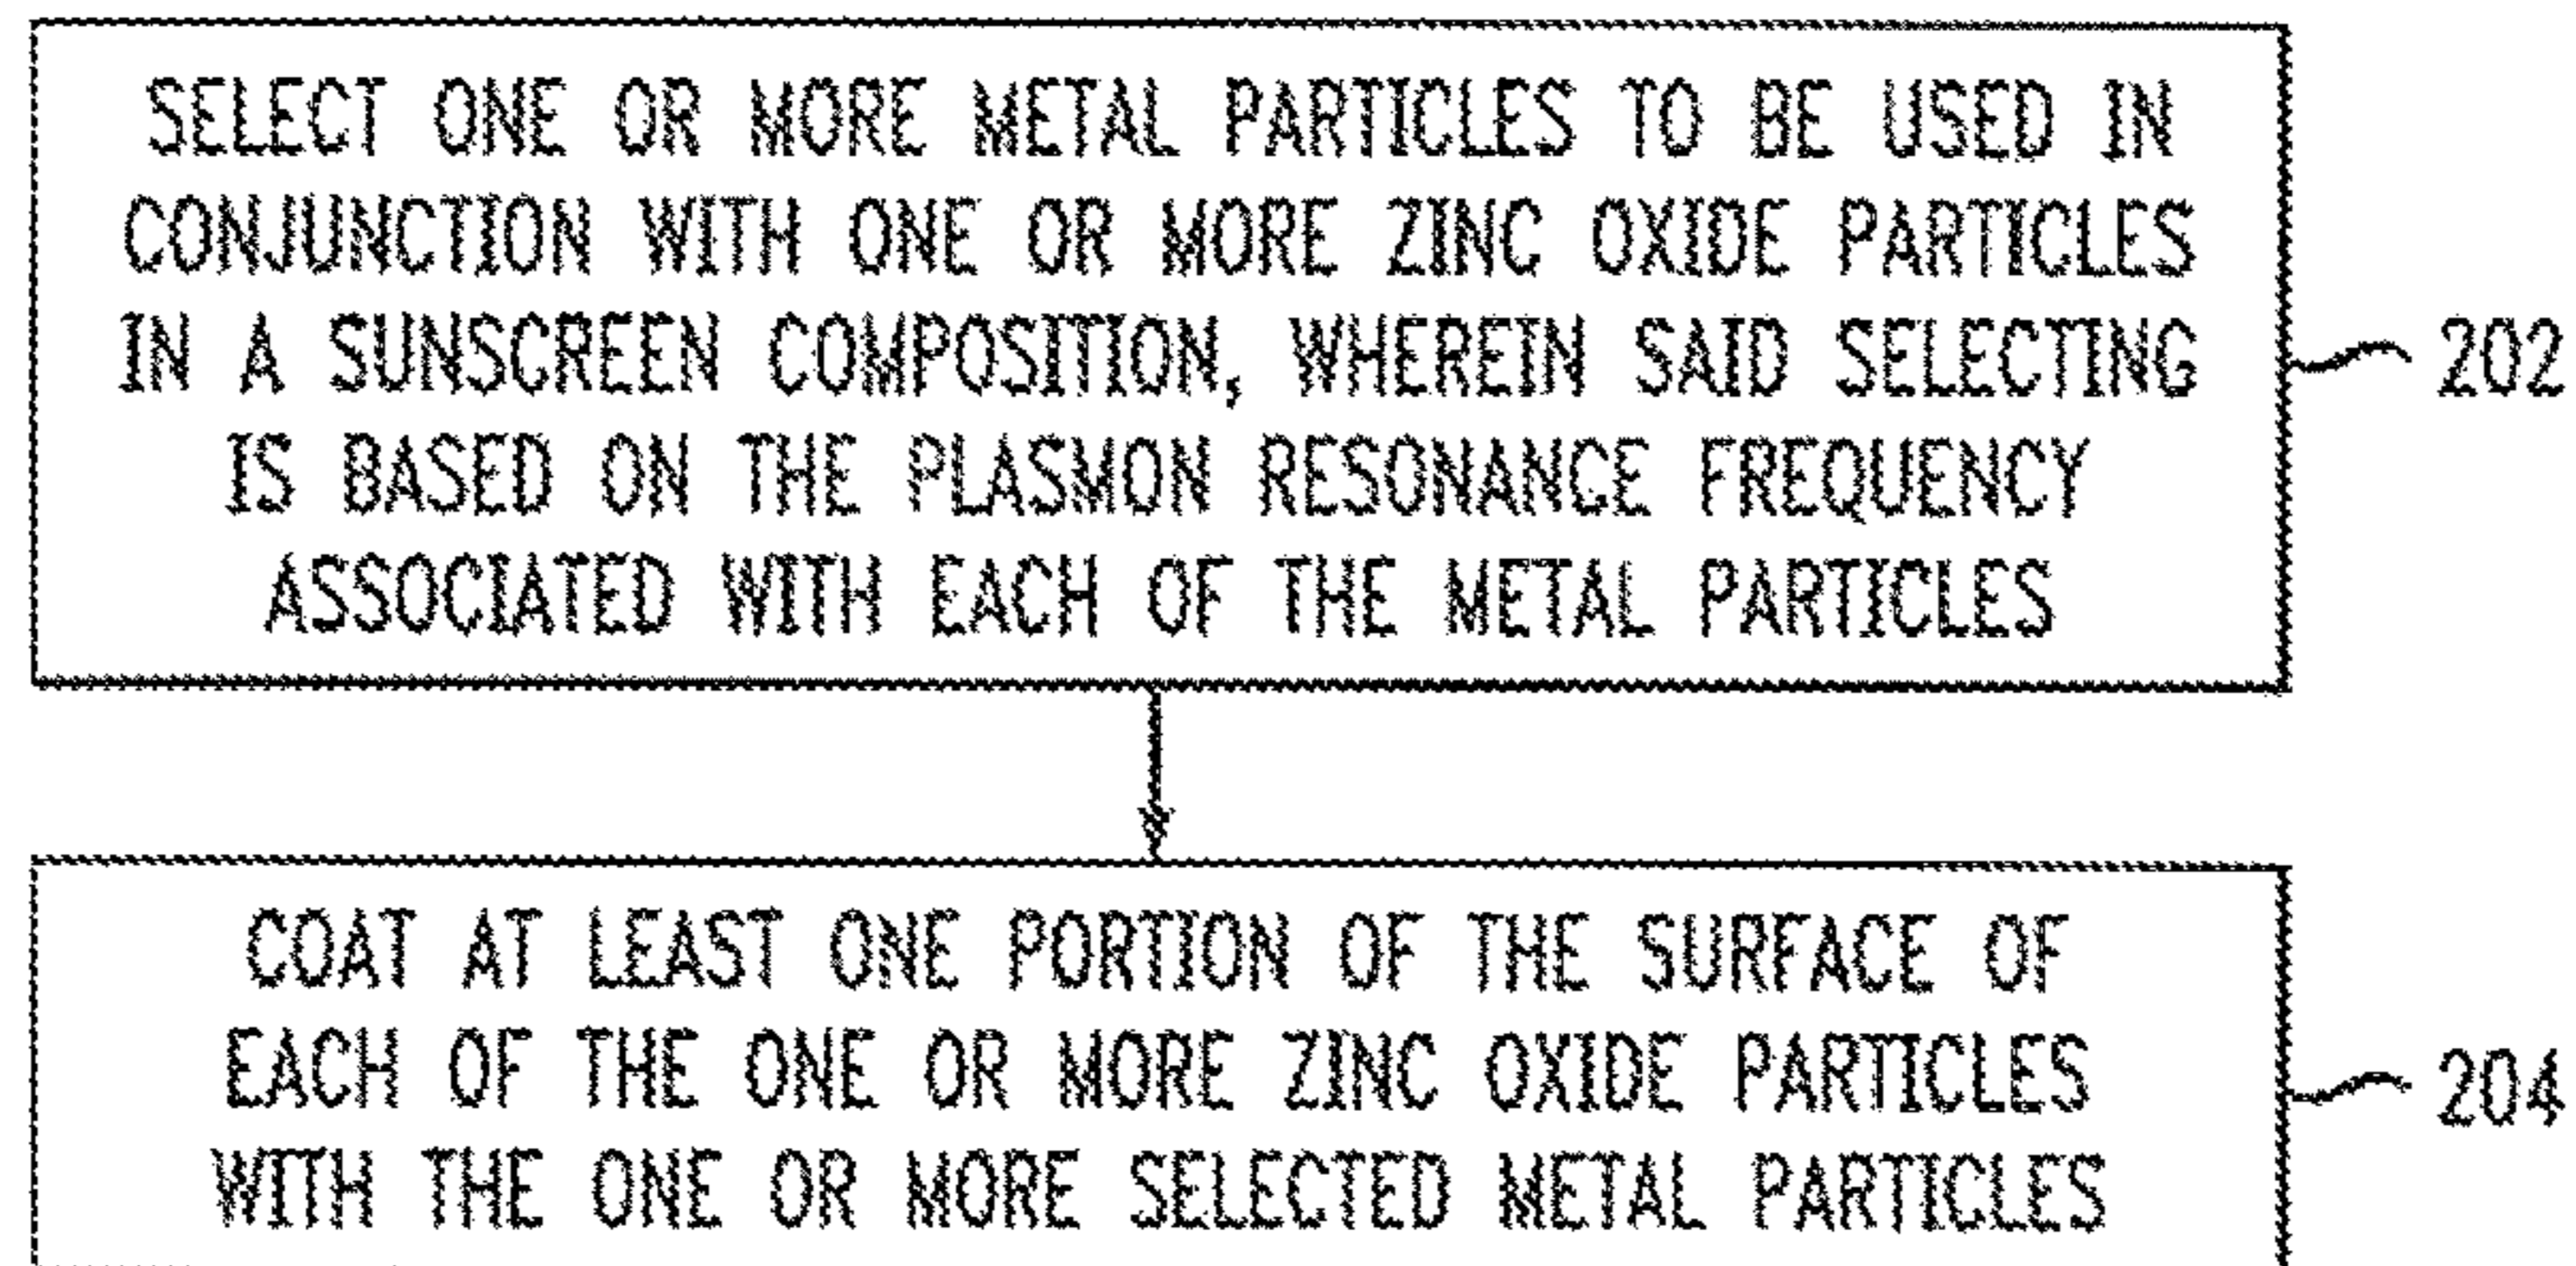 SELECT ONE OR MORE METAL PARTICLES TO BE USED IN
CONJUNCTION WITH ONE OR MORE ZINC OXIDE PARTICLES
IN A SUNSCREEN COMPOSITION, WHEREIN SAID SELECTING
IS BASED ON THE PLASMON RESONANCE FREQUENCY
ASSOCIATED WITH EACH OF THE METAL PARTICLES
202
COAT AT LEAST ONE PORTION OF THE SURFACE OF
EACH OF THE ONE OR MORE ZINC OXIDE PARTICLES
WITH THE ONE OR MORE SELECTED METAL PARTICLES
204